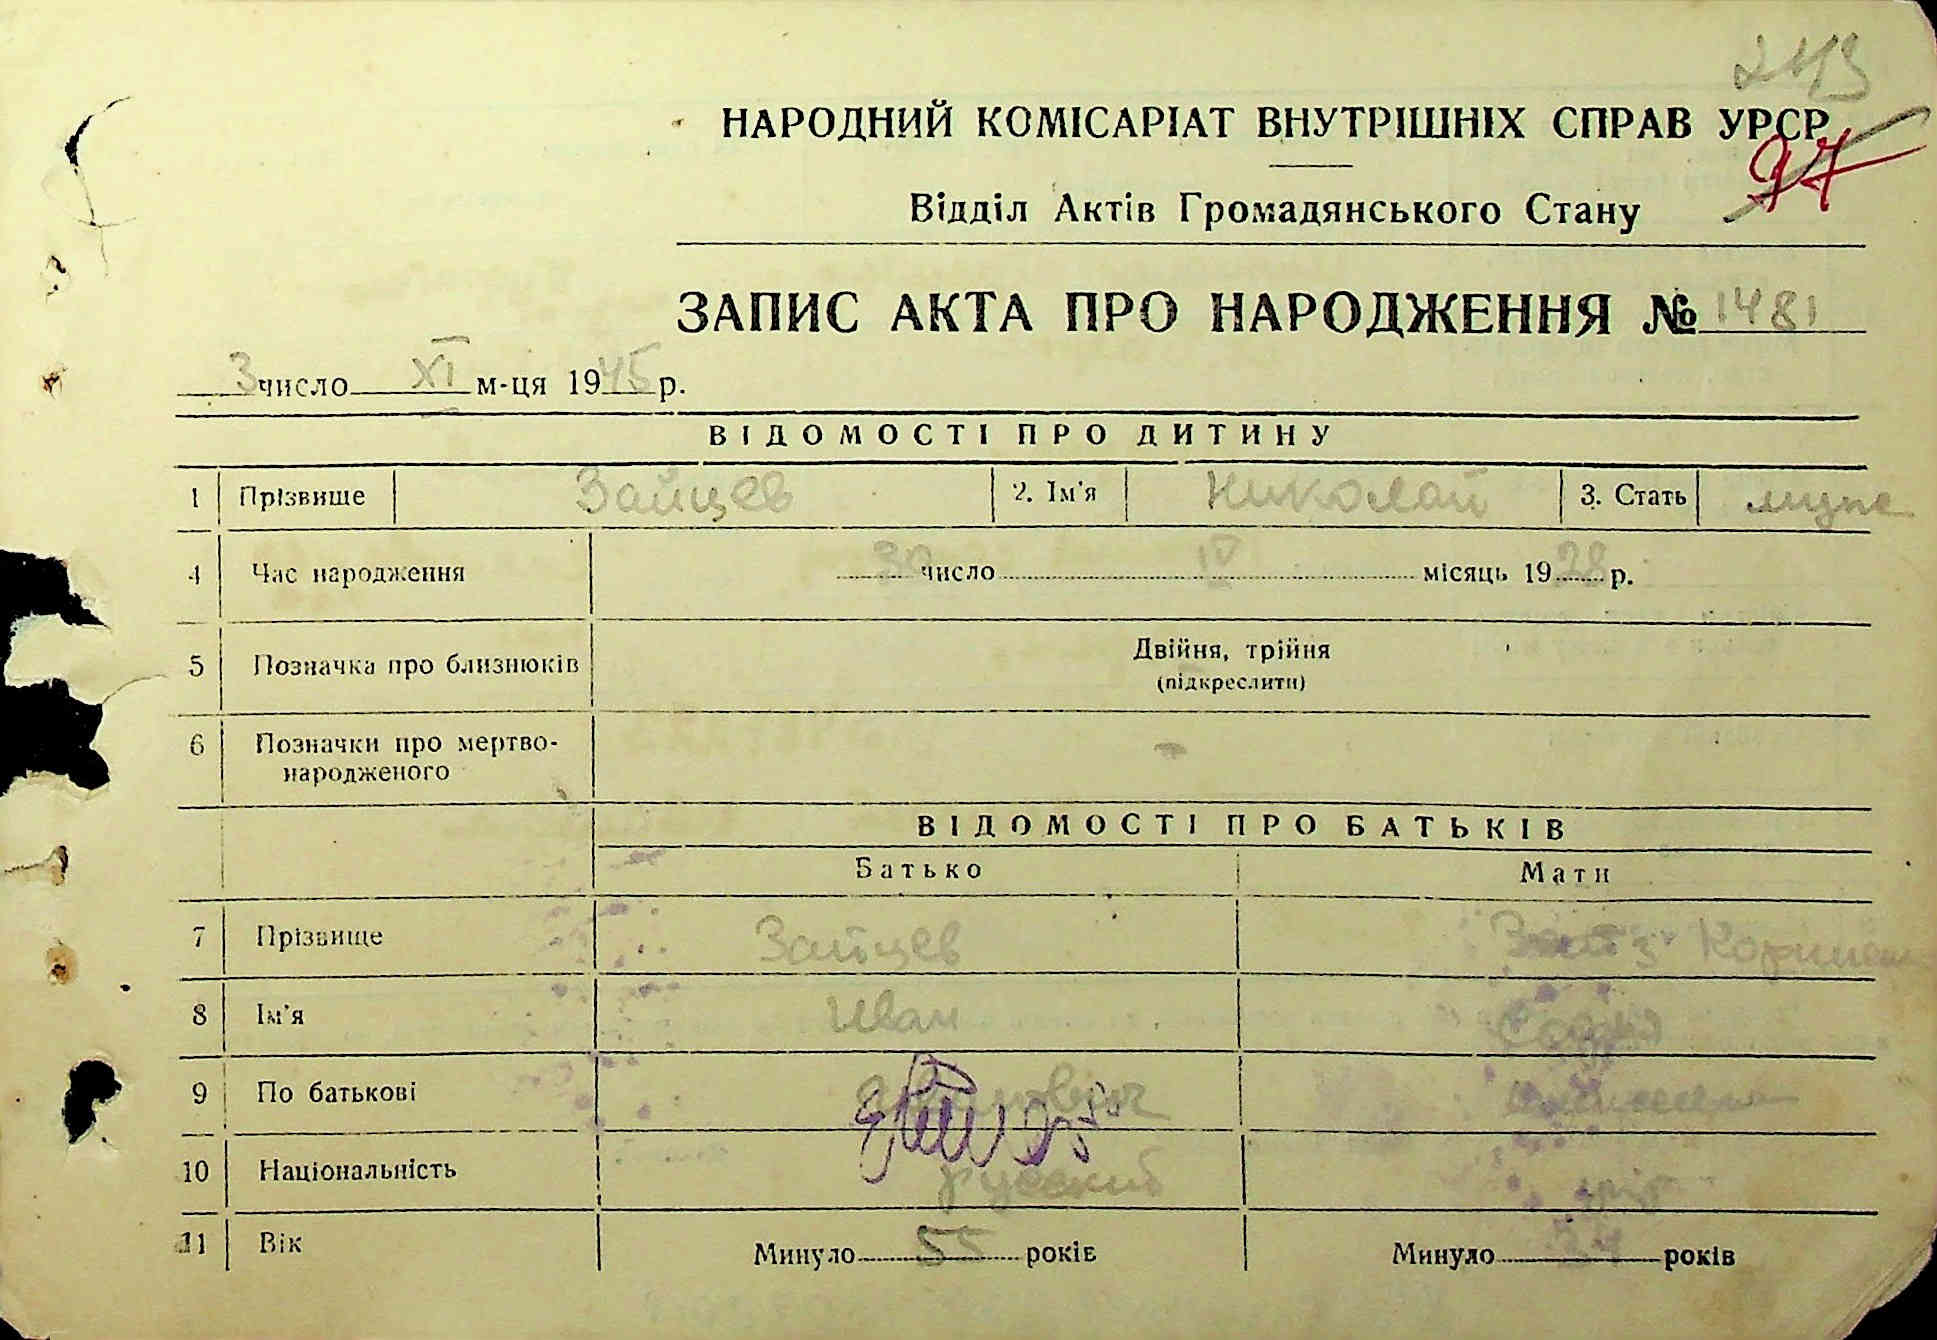 243
НАРОДНИЙ КОМІСАРІАТ ВНУТРІШНІХ СПРАВ УРСР
97
Відділ Актів Громадянського Стану
ЗАПИС АКТА ПРО НАРОДЖЕННЯ № 1481
3 число XI м-ця 1945 р.
ВІДОМОСТІ ПРО ДИТИНУ
1 Прізвище Зайцев 2. Ім'я Николай 3. Стать муж
4 Час народження 30 число IV місяць 1928 р.
5 Позначка про близнюків Двійня, трійня
(підкреслити)
6 Позначки про мертво-
народженого
ВІДОМОСТІ ПРО БАТЬКІВ
Батько Мати
7 Прізвище Зайцев
8 Ім'я Иван Софья
9 По батькові
10 Національність русский
11 Вік Минуло 55 років Минуло років